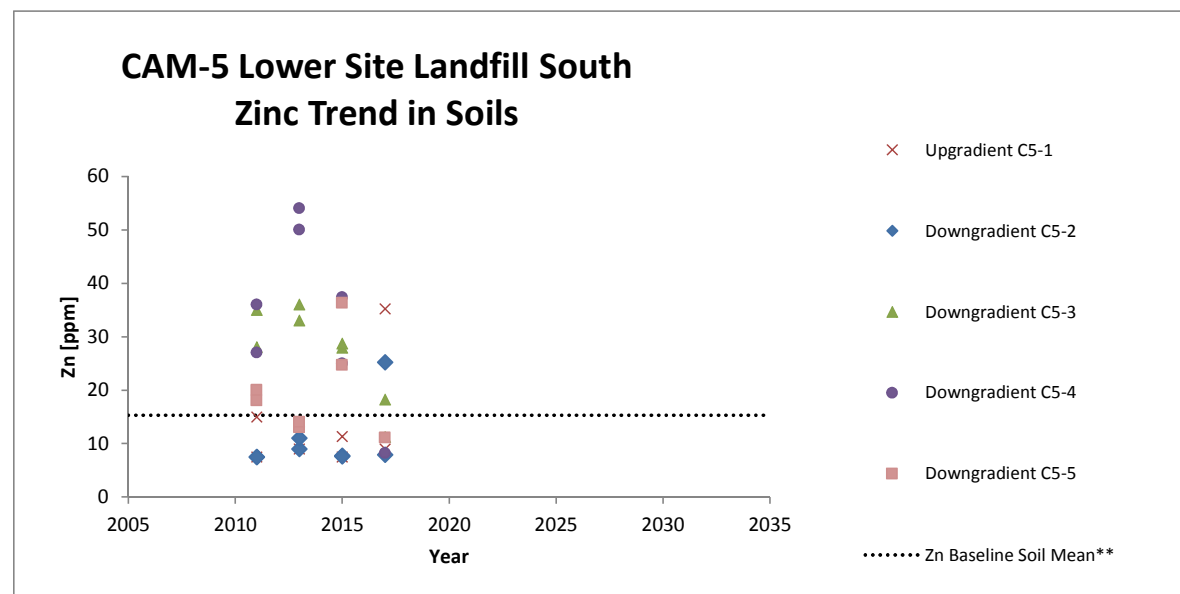 CAM-5 Lower Site Landfill South
Zinc Trend in Soils
Zn [ppm]
60
50
40
30
20
10
0
2005 2010 2015 2020 2025 2030 2035
Year
Upgradient C5-1
Downgradient C5-2
Downgradient C5-3
Downgradient C5-4
Downgradient C5-5
Zn Baseline Soil Mean**